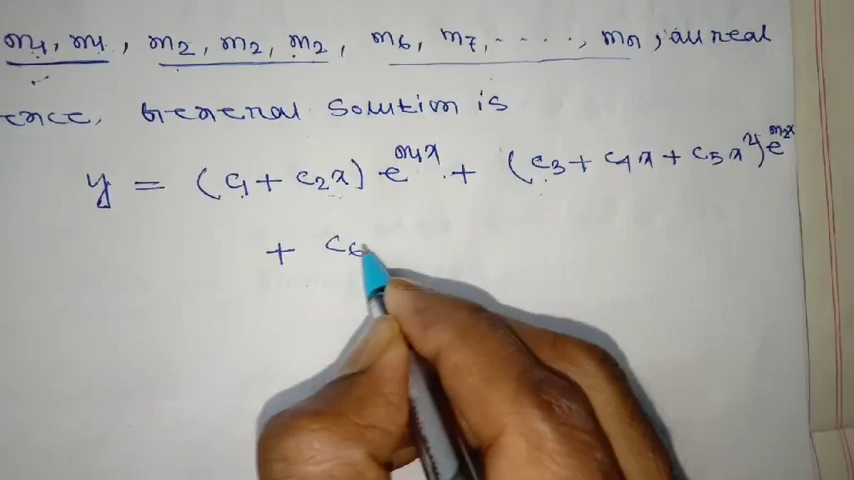 m₁, m₁, m₂, m₂, m₂, m₆, m₇, ....., mₙ, all real
ence, General Solution is
y = (c₁ + c₂x) e^{m₁x} + (c₃ + c₄x + c₅x²) e^{m₂x}
+ c₆